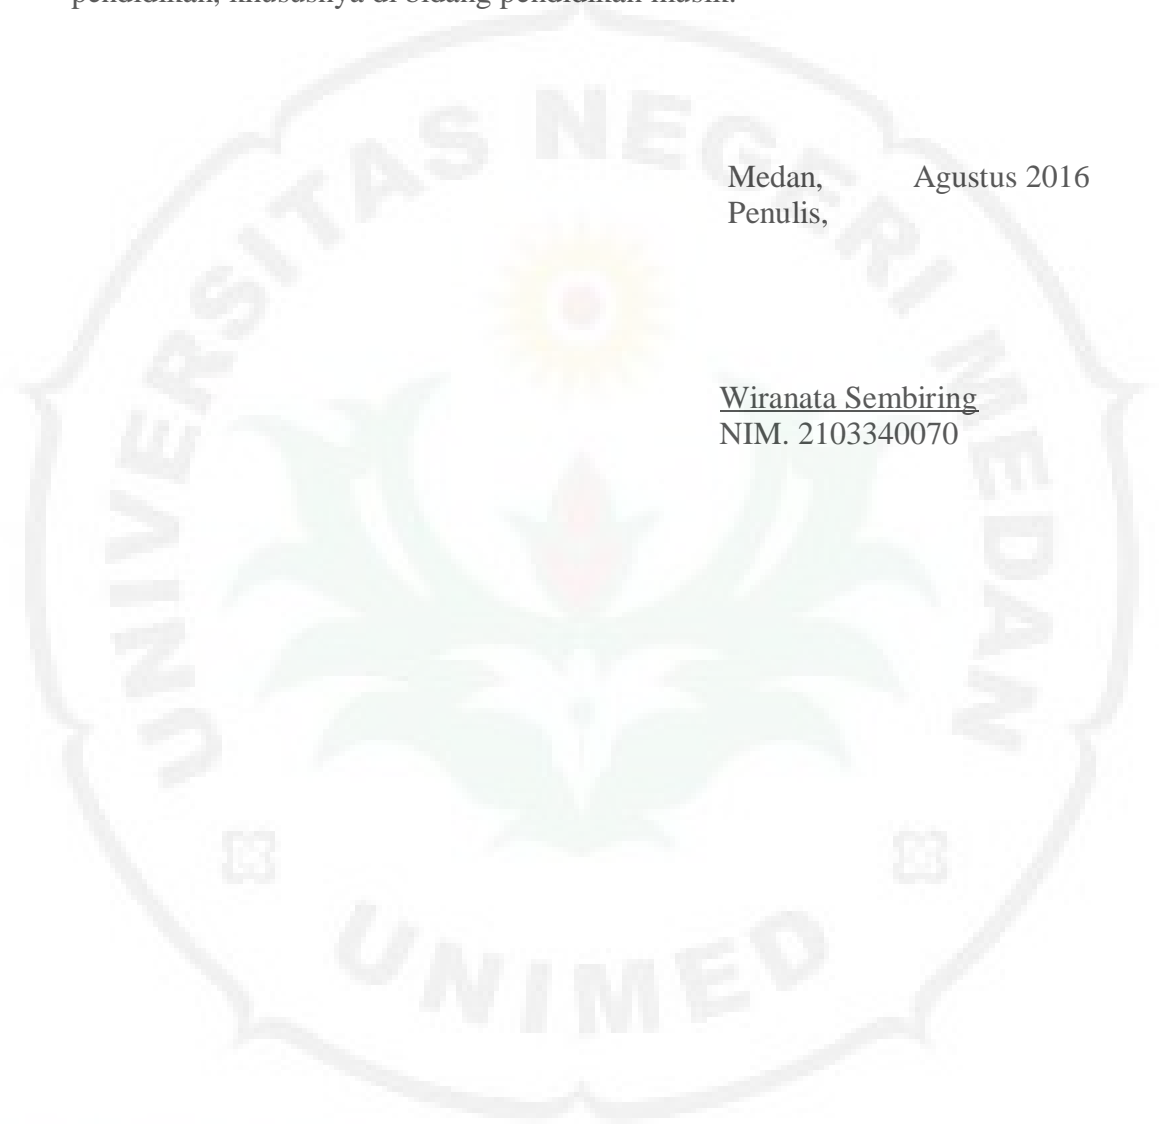 pendidikan, khususnya di bidang pendidikan musik.
UNIVERSITAS NEGERI MEDAN
Medan, Agustus 2016
Penulis,
Wiranata Sembiring
NIM. 2103340070
UNIMED